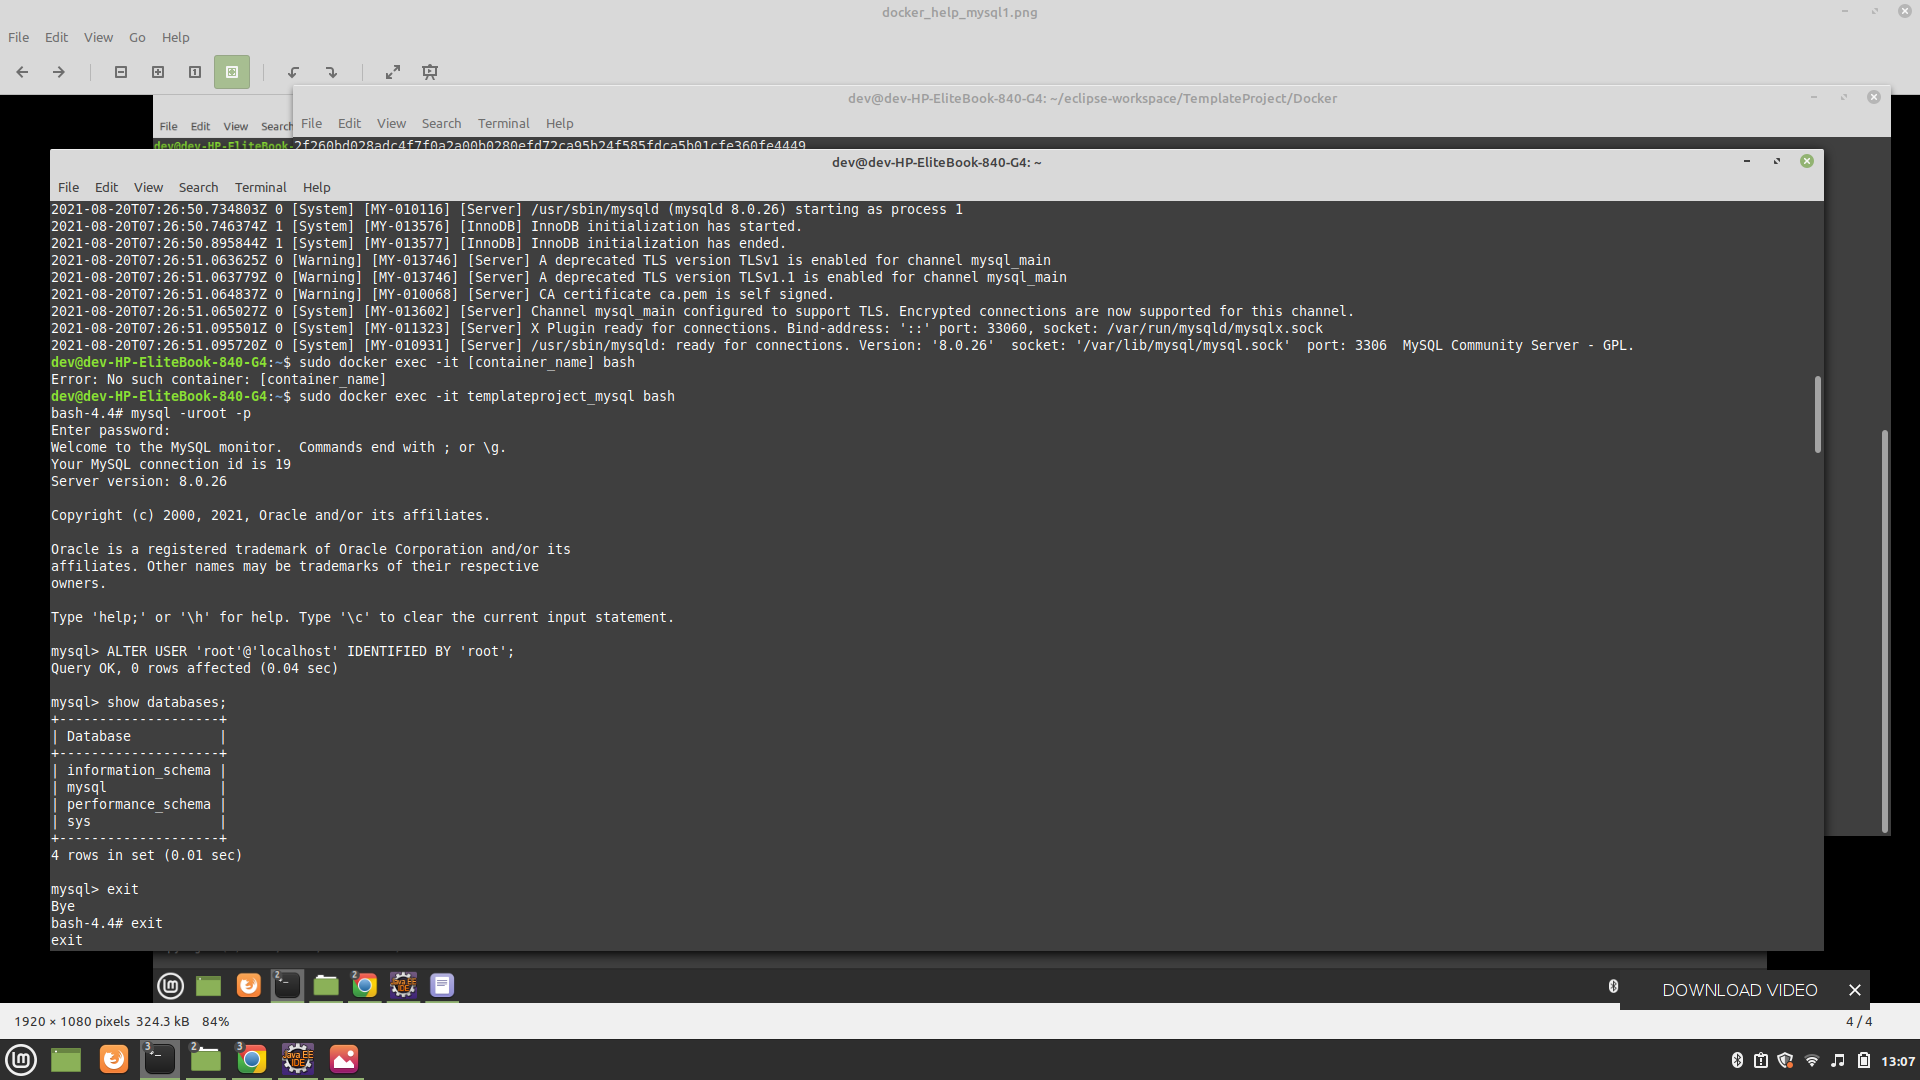 docker_help_mysql1.png
File Edit View Go Help
dev@dev-HP-EliteBook-840-G4: ~/eclipse-workspace/TemplateProject/Docker
File Edit View Search
File Edit View Search Terminal Help
dev@dev-HP-EliteBook-
2f260bd028adc4f7f0a2a00b0280efd72ca95b24f585fdca5b01cfe360fe4449
dev@dev-HP-EliteBook-840-G4: ~
File Edit View Search Terminal Help
2021-08-20T07:26:50.734803Z 0 [System] [MY-010116] [Server] /usr/sbin/mysqld (mysqld 8.0.26) starting as process 1
2021-08-20T07:26:50.746374Z 1 [System] [MY-013576] [InnoDB] InnoDB initialization has started.
2021-08-20T07:26:50.895844Z 1 [System] [MY-013577] [InnoDB] InnoDB initialization has ended.
2021-08-20T07:26:51.063625Z 0 [Warning] [MY-013746] [Server] A deprecated TLS version TLSv1 is enabled for channel mysql_main
2021-08-20T07:26:51.063779Z 0 [Warning] [MY-013746] [Server] A deprecated TLS version TLSv1.1 is enabled for channel mysql_main
2021-08-20T07:26:51.064837Z 0 [Warning] [MY-010068] [Server] CA certificate ca.pem is self signed.
2021-08-20T07:26:51.065027Z 0 [System] [MY-013602] [Server] Channel mysql_main configured to support TLS. Encrypted connections are now supported for this channel.
2021-08-20T07:26:51.095501Z 0 [System] [MY-011323] [Server] X Plugin ready for connections. Bind-address: '::' port: 33060, socket: /var/run/mysqld/mysqlx.sock
2021-08-20T07:26:51.095720Z 0 [System] [MY-010931] [Server] /usr/sbin/mysqld: ready for connections. Version: '8.0.26'  socket: '/var/lib/mysql/mysql.sock'  port: 3306  MySQL Community Server - GPL.
dev@dev-HP-EliteBook-840-G4:~$ sudo docker exec -it [container_name] bash
Error: No such container: [container_name]
dev@dev-HP-EliteBook-840-G4:~$ sudo docker exec -it templateproject_mysql bash
bash-4.4# mysql -uroot -p
Enter password:
Welcome to the MySQL monitor.  Commands end with ; or \g.
Your MySQL connection id is 19
Server version: 8.0.26
Copyright (c) 2000, 2021, Oracle and/or its affiliates.
Oracle is a registered trademark of Oracle Corporation and/or its
affiliates. Other names may be trademarks of their respective
owners.
Type 'help;' or '\h' for help. Type '\c' to clear the current input statement.
mysql> ALTER USER 'root'@'localhost' IDENTIFIED BY 'root';
Query OK, 0 rows affected (0.04 sec)
mysql> show databases;
+--------------------+
| Database           |
+--------------------+
| information_schema |
| mysql              |
| performance_schema |
| sys                |
+--------------------+
4 rows in set (0.01 sec)
mysql> exit
Bye
bash-4.4# exit
exit
2 2 Java EE IDE
DOWNLOAD VIDEO
1920 × 1080 pixels 324.3 kB 84%
4 / 4
3 2 3 Java EE IDE
13:07